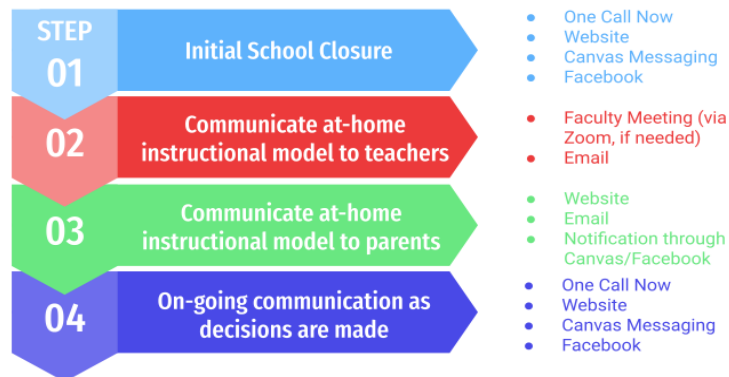 STEP
01
Initial School Closure
One Call Now
Website
Canvas Messaging
Facebook
02
Communicate at-home
instructional model to teachers
Faculty Meeting (via
Zoom, if needed)
Email
03
Communicate at-home
instructional model to parents
Website
Email
Notification through
Canvas/Facebook
04
On-going communication as
decisions are made
One Call Now
Website
Canvas Messaging
Facebook